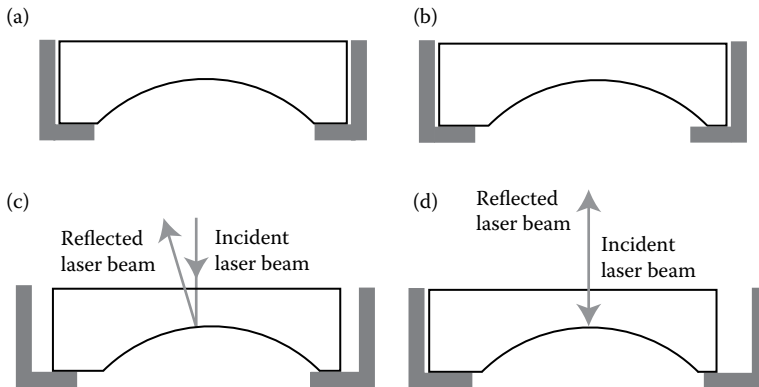 (a)
(b)
(c)
Reflected
laser beam
Incident
laser beam
(d)
Reflected
laser beam
Incident
laser beam